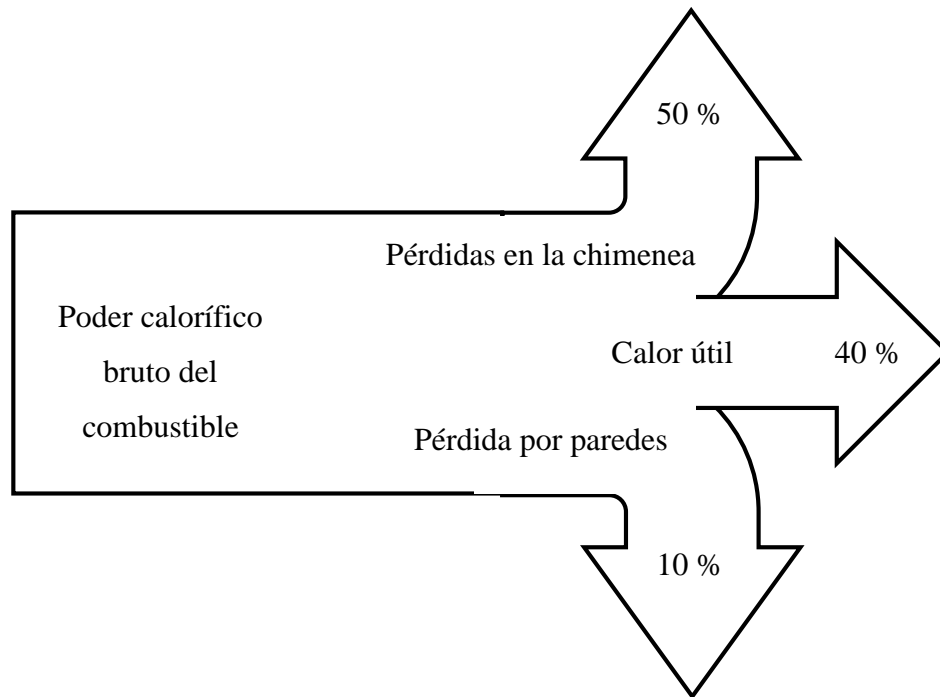 50 %
Pérdidas en la chimenea
Poder calorífico
bruto del
combustible
Calor útil
40 %
Pérdida por paredes
10 %